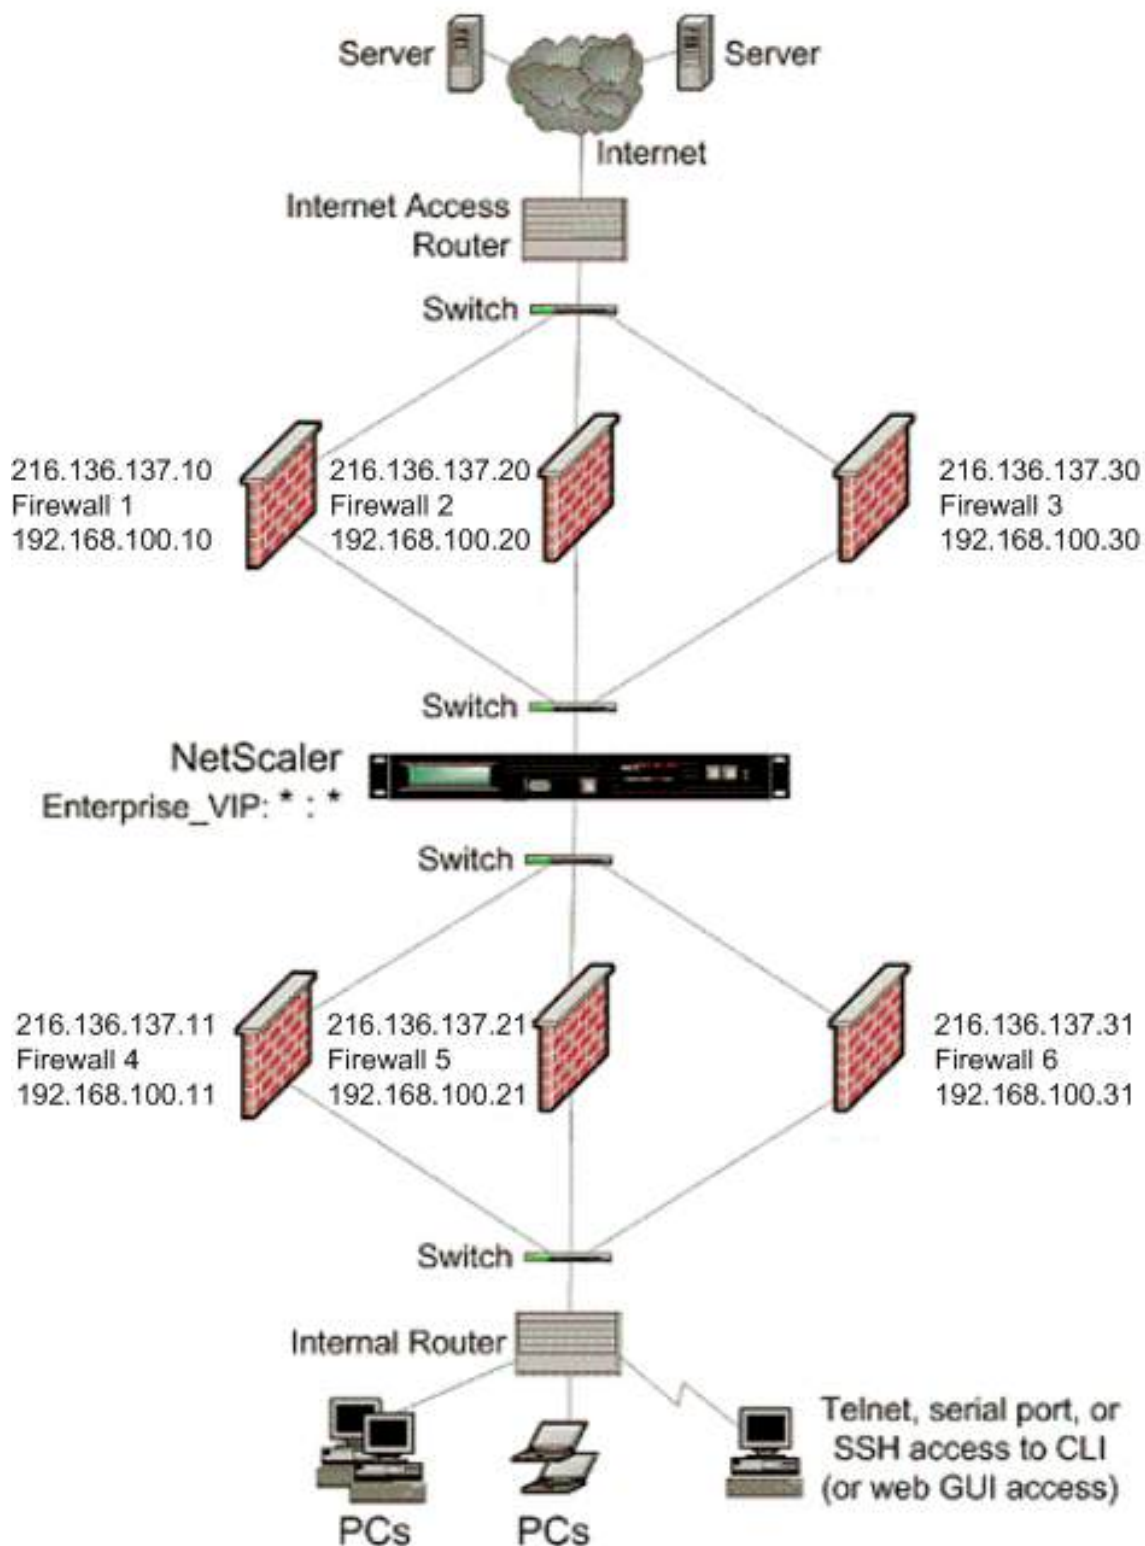 Server
Server
Internet
Internet Access
Router
Switch
216.136.137.10
Firewall 1
192.168.100.10
216.136.137.20
Firewall 2
192.168.100.20
216.136.137.30
Firewall 3
192.168.100.30
Switch
NetScaler
Enterprise_VIP: * : *
Switch
216.136.137.11
Firewall 4
192.168.100.11
216.136.137.21
Firewall 5
192.168.100.21
216.136.137.31
Firewall 6
192.168.100.31
Switch
Internal Router
Telnet, serial port, or
SSH access to CLI
(or web GUI access)
PCs
PCs